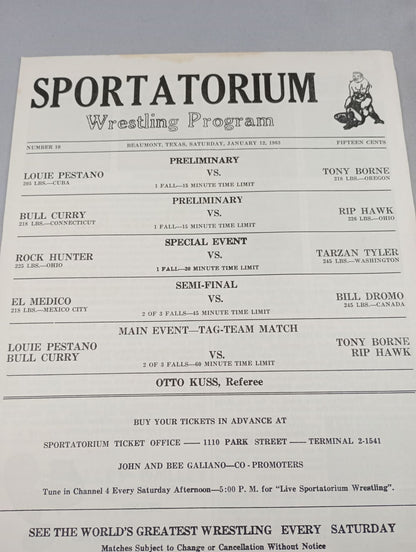 SPORTATORIUM
Wrestling Program
NUMBER 18 BEAUMONT, TEXAS, SATURDAY, JANUARY 12, 1963 FIFTEEN CENTS
PRELIMINARY
LOUIE PESTANO VS. TONY BORNE
203 LBS.—CUBA 1 FALL—15 MINUTE TIME LIMIT 218 LBS.—OREGON
PRELIMINARY
BULL CURRY VS. RIP HAWK
218 LBS.—CONNECTICUT 1 FALL—15 MINUTE TIME LIMIT 226 LBS.—OHIO
SPECIAL EVENT
ROCK HUNTER VS. TARZAN TYLER
225 LBS.—OHIO 1 FALL—20 MINUTE TIME LIMIT 245 LBS.—WASHINGTON
SEMI-FINAL
EL MEDICO VS. BILL DROMO
218 LBS.—MEXICO CITY 2 OF 3 FALLS—45 MINUTE TIME LIMIT 245 LBS.—CANADA
MAIN EVENT—TAG-TEAM MATCH
LOUIE PESTANO TONY BORNE
BULL CURRY VS. RIP HAWK
2 OF 3 FALLS—60 MINUTE TIME LIMIT
OTTO KUSS, Referee
BUY YOUR TICKETS IN ADVANCE AT
SPORTATORIUM TICKET OFFICE —— 1110 PARK STREET —— TERMINAL 2-1541
JOHN AND BEE GALIANO—CO - PROMOTERS
Tune in Channel 4 Every Saturday Afternoon—5:00 P. M. for "Live Sportatorium Wrestling".
SEE THE WORLD'S GREATEST WRESTLING EVERY SATURDAY
Matches Subject to Change or Cancellation Without Notice